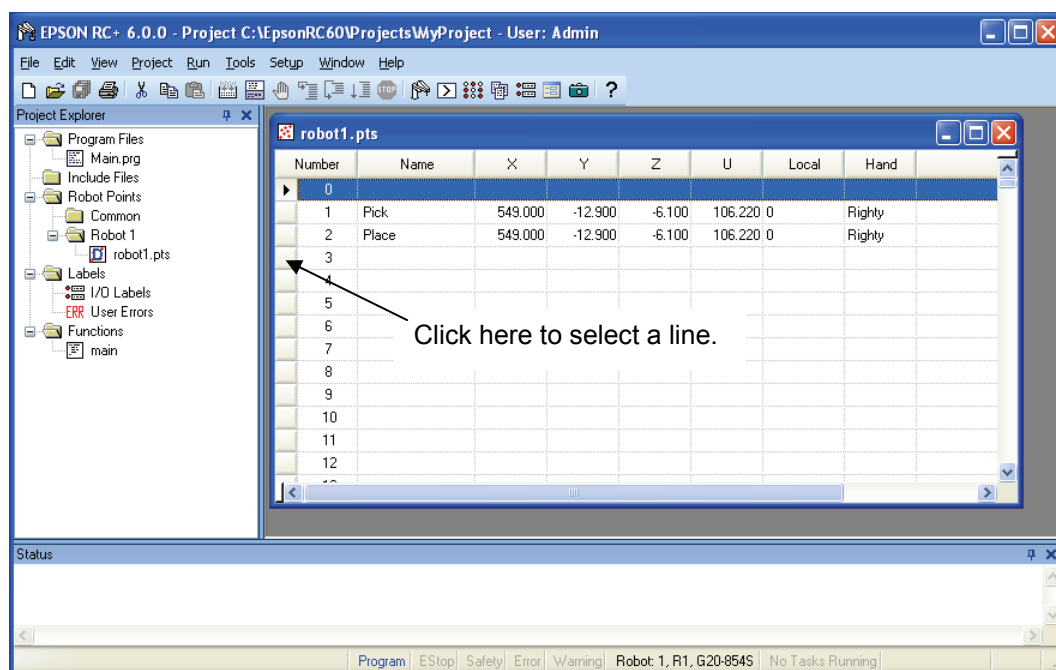 EPSON RC+ 6.0.0 - Project C:\EpsonRC60\Projects\MyProject - User: Admin
File Edit View Project Run Tools Setup Window Help
STOP ?
Project Explorer
Program Files
Main.prg
Include Files
Robot Points
Common
Robot 1
robot1.pts
Labels
I/O Labels
ERR User Errors
Functions
main
robot1.pts
Number Name X Y Z U Local Hand
0
1 Pick 549.000 -12.900 -6.100 106.220 0 Righty
2 Place 549.000 -12.900 -6.100 106.220 0 Righty
3
4
5
6
Click here to select a line.
7
8
9
10
11
12
Status
Program EStop Safety Error Warning Robot: 1, R1, G20-854S No Tasks Running